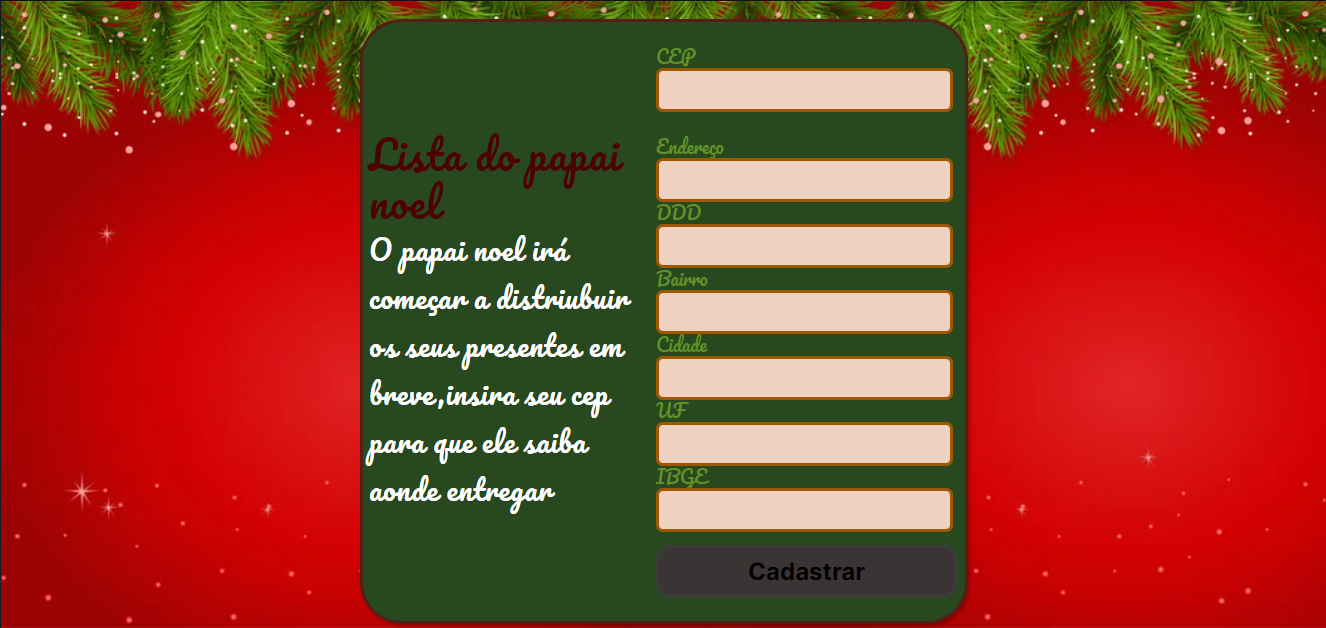 Lista do papai
noel
O papai noel irá
começar a distriubuir
os seus presentes em
breve,insira seu cep
para que ele saiba
aonde entregar
CEP
Endereço
DDD
Bairro
Cidade
UF
IBGE
Cadastrar